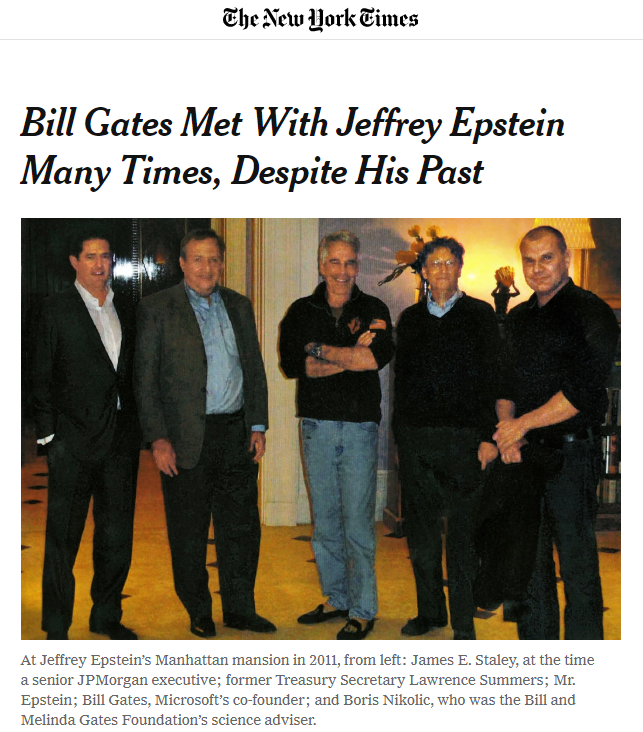 The New York Times
Bill Gates Met With Jeffrey Epstein
Many Times, Despite His Past
At Jeffrey Epstein’s Manhattan mansion in 2011, from left: James E. Staley, at the time
a senior JPMorgan executive; former Treasury Secretary Lawrence Summers; Mr.
Epstein; Bill Gates, Microsoft’s co-founder; and Boris Nikolic, who was the Bill and
Melinda Gates Foundation’s science adviser.